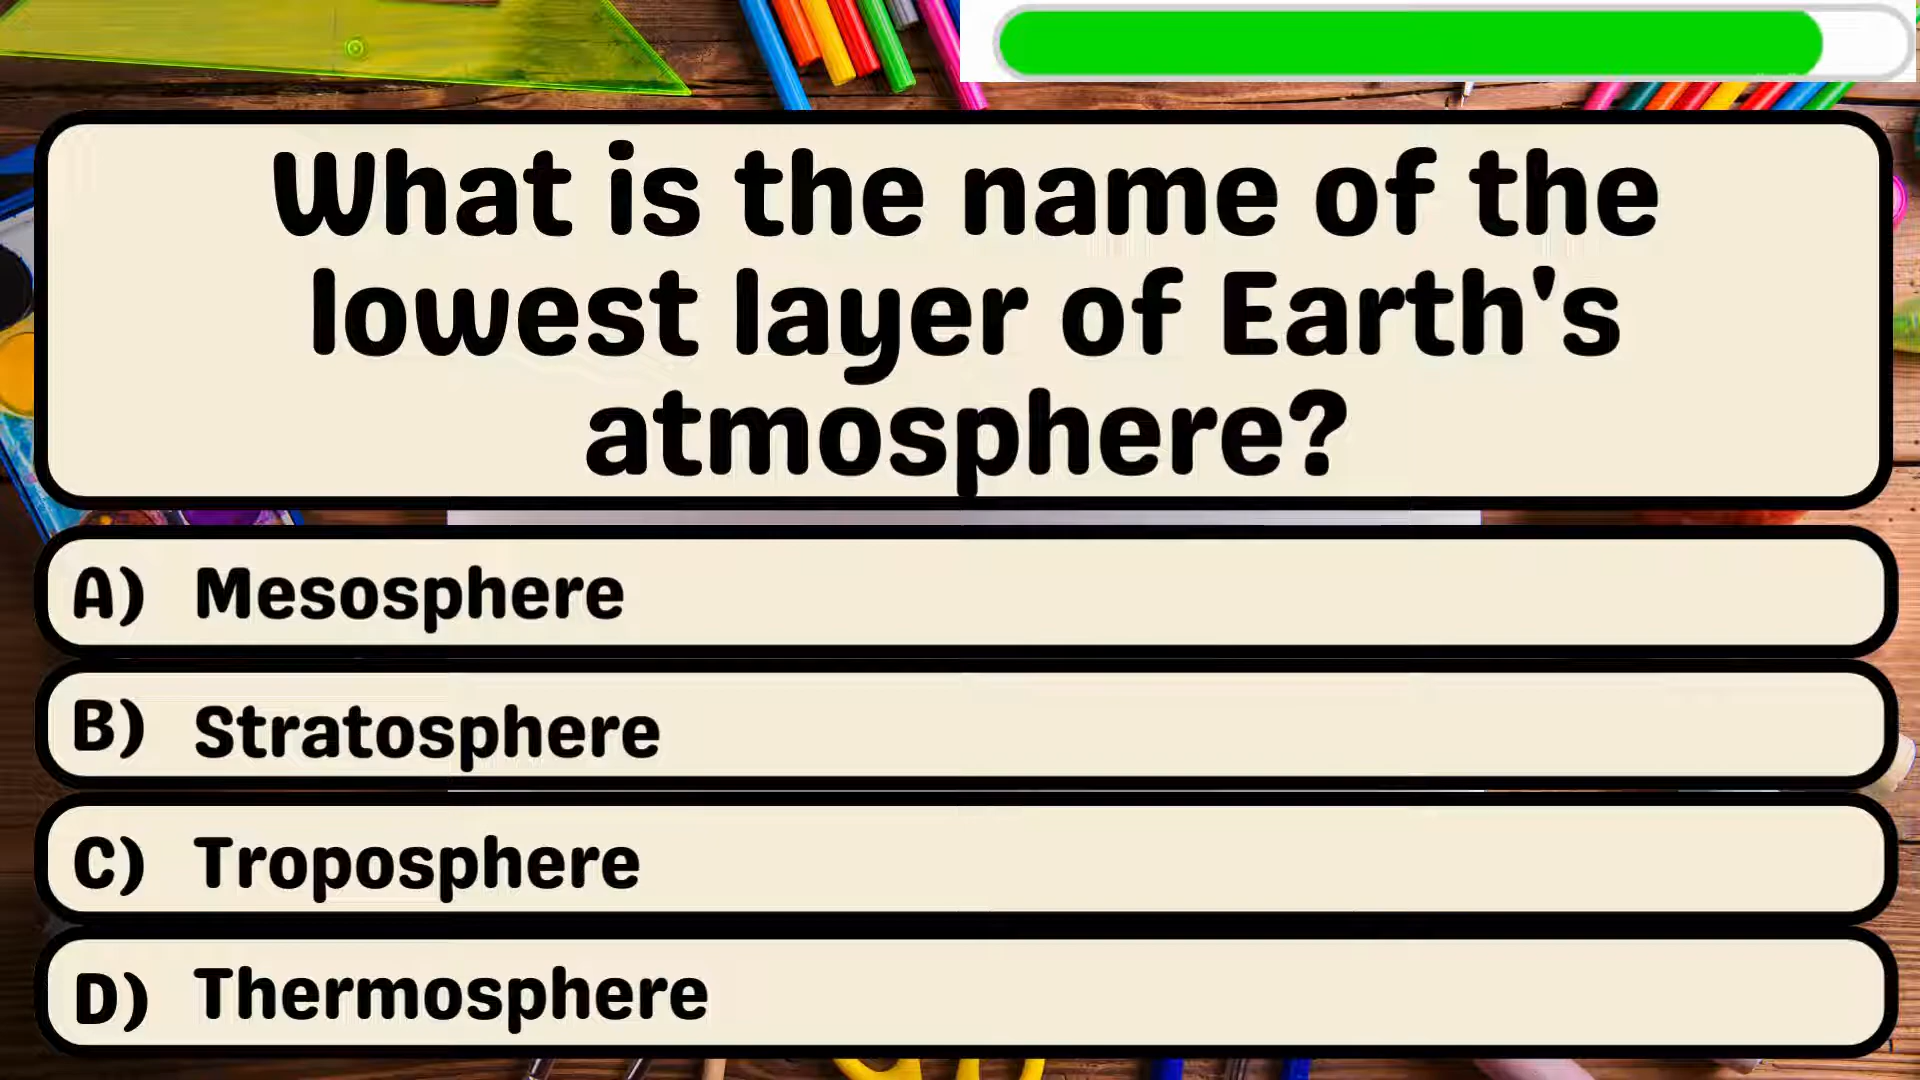 What is the name of the
lowest layer of Earth's
atmosphere?
A) Mesosphere
B) Stratosphere
C) Troposphere
D) Thermosphere